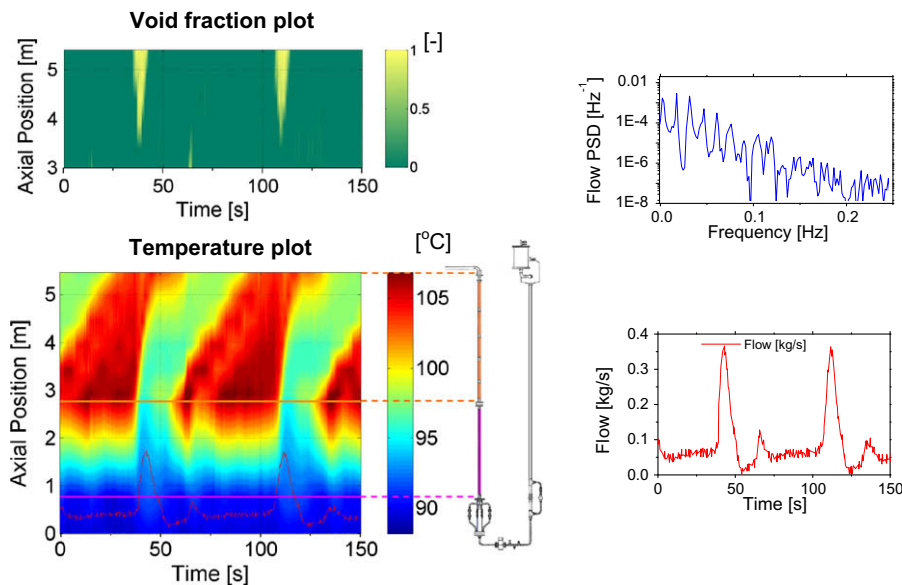 Void fraction plot
[-]
Axial Position [m]
5
4
3
0 50 100 150
Time [s]
1
0.5
0
Flow PSD [Hz-1]
0.01
1E-4
1E-6
1E-8
0.0 0.1 0.2
Frequency [Hz]
Temperature plot
[oC]
Axial Position [m]
5
4
3
2
1
0
0 50 100 150
Time [s]
105
100
95
90
Flow [kg/s]
0.4
0.3
0.2
0.1
0.0
Flow [kg/s]
0 50 100 150
Time [s]